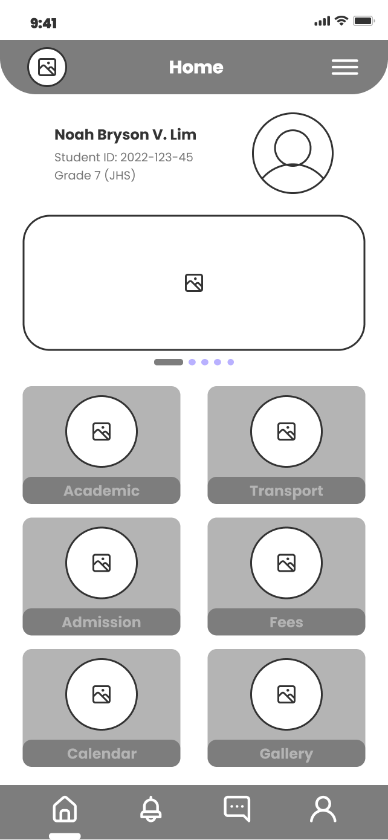 9:41
Home
Noah Bryson V. Lim
Student ID: 2022-123-45
Grade 7 (JHS)
Academic
Transport
Admission
Fees
Calendar
Gallery